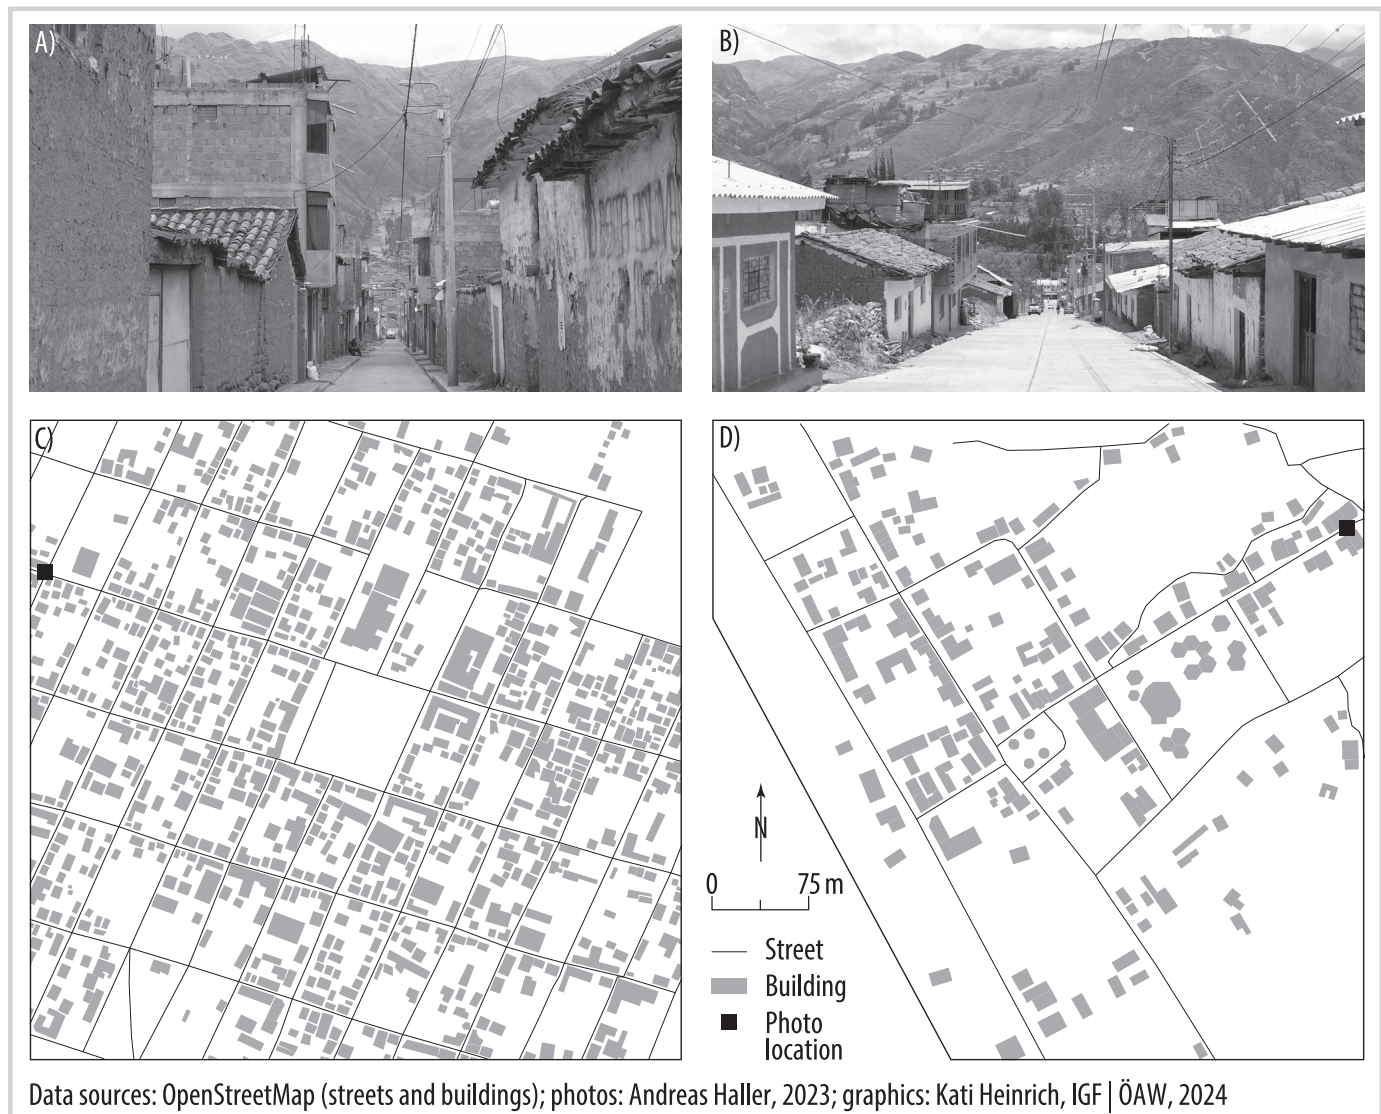 A)
B)
C)
D)
N
0 75 m
Street
Building
Photo
location
Data sources: OpenStreetMap (streets and buildings); photos: Andreas Haller, 2023; graphics: Kati Heinrich, IGF | ÖAW, 2024